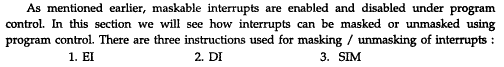 As mentioned earlier, maskable interrupts are enabled and disabled under program
control. In this section we will see how interrupts can be masked or unmasked using
program control. There are three instructions used for masking / unmasking of interrupts :
1. EI 2. DI 3. SIM